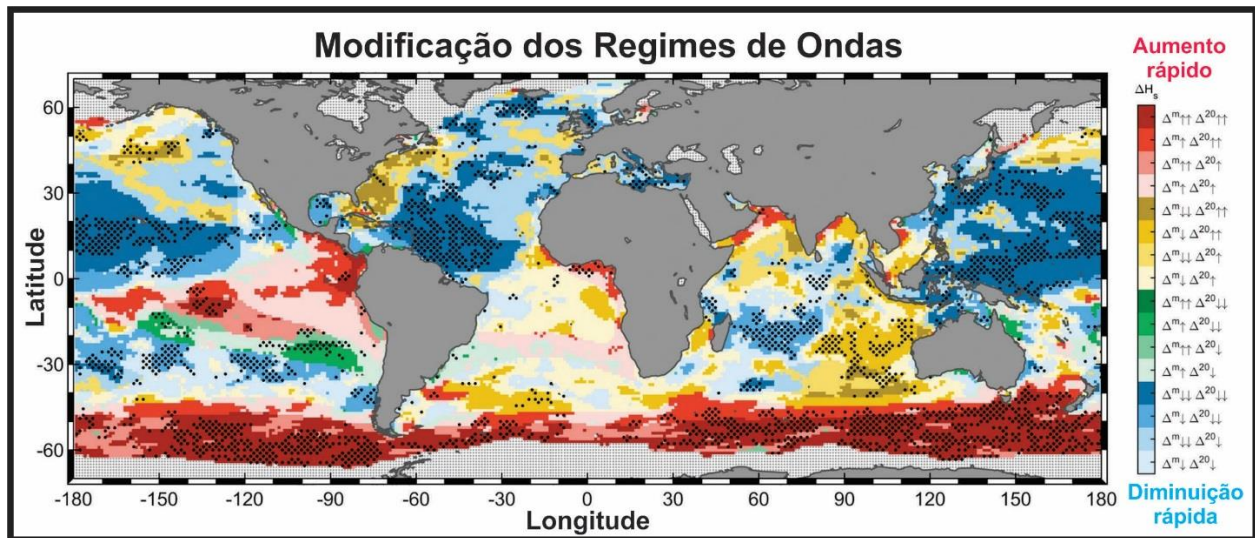 Modificação dos Regimes de Ondas
Aumento
rápido
ΔHₛ
Δᵐ↑↑ Δ²⁰↑↑
Δᵐ↑ Δ²⁰↑↑
Δᵐ↑↑ Δ²⁰↑
Δᵐ↑ Δ²⁰↑
Δᵐ↓↓ Δ²⁰↑↑
Δᵐ↓ Δ²⁰↑↑
Δᵐ↓↓ Δ²⁰↑
Δᵐ↓ Δ²⁰↑
Δᵐ↑↑ Δ²⁰↓↓
Δᵐ↑ Δ²⁰↓↓
Δᵐ↑↑ Δ²⁰↓
Δᵐ↑ Δ²⁰↓
Δᵐ↓↓ Δ²⁰↓↓
Δᵐ↓ Δ²⁰↓↓
Δᵐ↓↓ Δ²⁰↓
Δᵐ↓ Δ²⁰↓
Diminuição
rápida
Latitude
60
30
0
-30
-60
-180 -150 -120 -90 -60 -30 0 30 60 90 120 150 180
Longitude